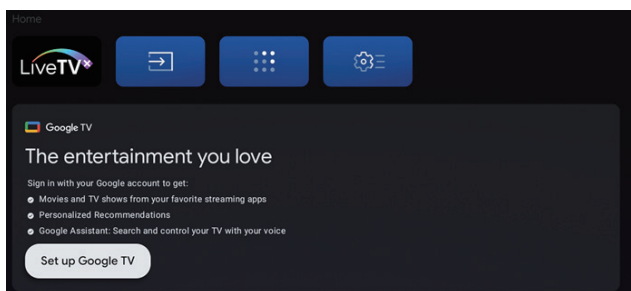 Home
LiveTVx
Google TV
The entertainment you love
Sign in with your Google account to get:
Movies and TV shows from your favorite streaming apps
Personalized Recommendations
Google Assistant: Search and control your TV with your voice
Set up Google TV